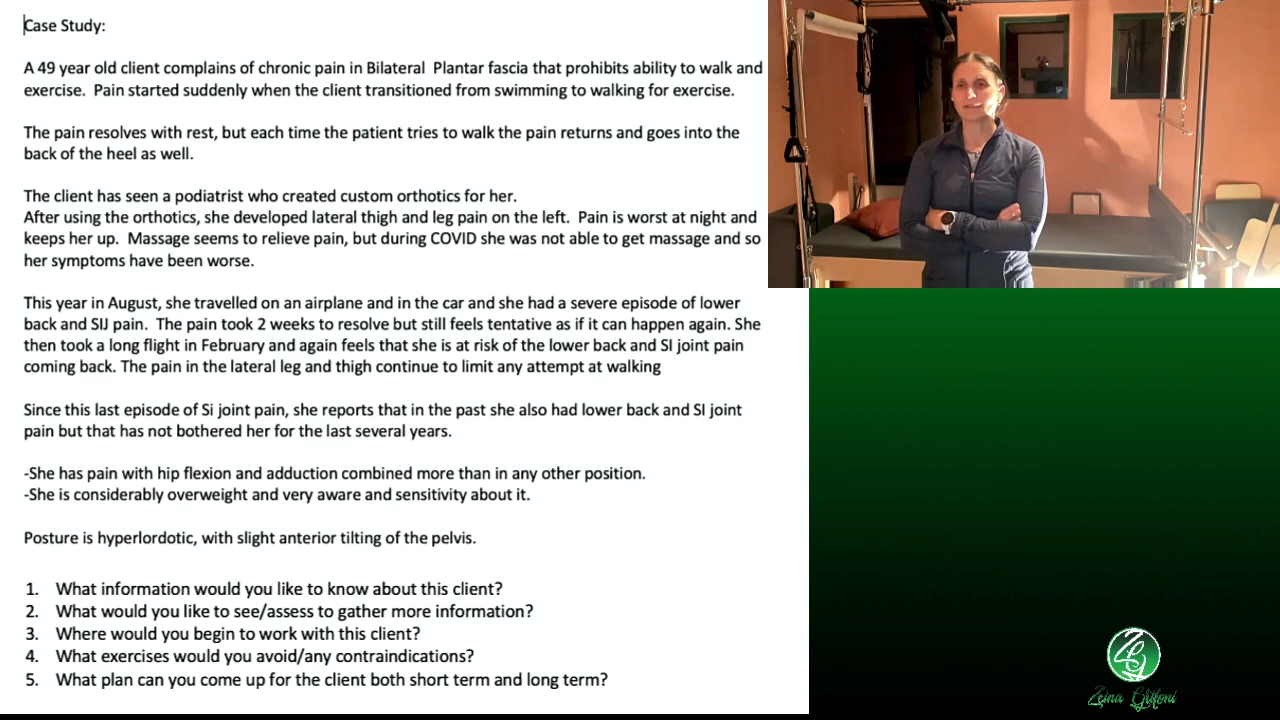 Case Study:
A 49 year old client complains of chronic pain in Bilateral Plantar fascia that prohibits ability to walk and
exercise. Pain started suddenly when the client transitioned from swimming to walking for exercise.
The pain resolves with rest, but each time the patient tries to walk the pain returns and goes into the
back of the heel as well.
The client has seen a podiatrist who created custom orthotics for her.
After using the orthotics, she developed lateral thigh and leg pain on the left. Pain is worst at night and
keeps her up. Massage seems to relieve pain, but during COVID she was not able to get massage and so
her symptoms have been worse.
This year in August, she travelled on an airplane and in the car and she had a severe episode of lower
back and SIJ pain. The pain took 2 weeks to resolve but still feels tentative as if it can happen again. She
then took a long flight in February and again feels that she is at risk of the lower back and SI joint pain
coming back. The pain in the lateral leg and thigh continue to limit any attempt at walking
Since this last episode of Si joint pain, she reports that in the past she also had lower back and SI joint
pain but that has not bothered her for the last several years.
-She has pain with hip flexion and adduction combined more than in any other position.
-She is considerably overweight and very aware and sensitivity about it.
Posture is hyperlordotic, with slight anterior tilting of the pelvis.
1. What information would you like to know about this client?
2. What would you like to see/assess to gather more information?
3. Where would you begin to work with this client?
4. What exercises would you avoid/any contraindications?
5. What plan can you come up for the client both short term and long term?
ZG
Zeina Grifoni